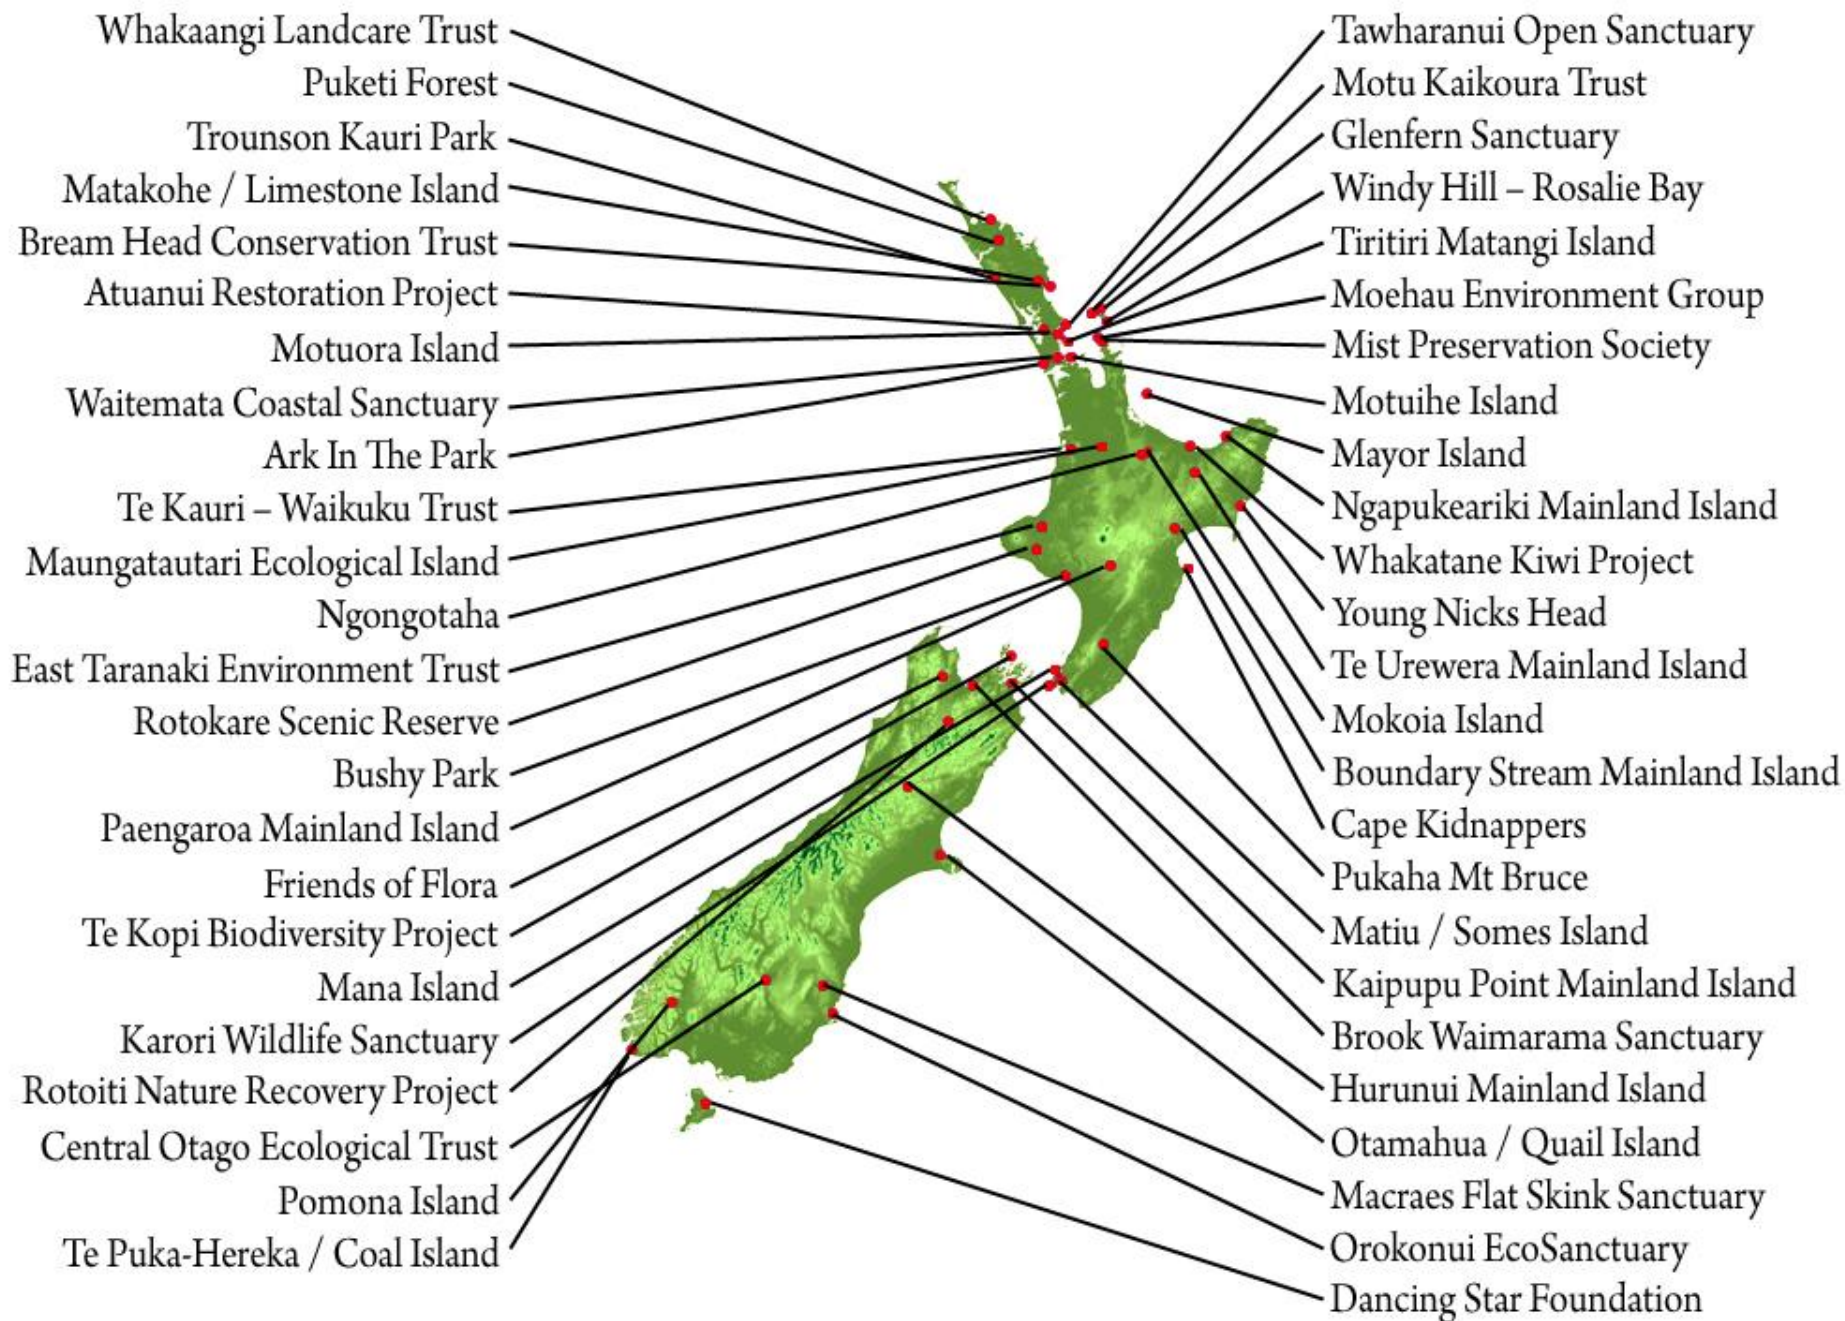 Whakaangi Landcare Trust
Puketi Forest
Trounson Kauri Park
Matakohe / Limestone Island
Bream Head Conservation Trust
Atuanui Restoration Project
Motuora Island
Waitemata Coastal Sanctuary
Ark In The Park
Te Kauri – Waikuku Trust
Maungatautari Ecological Island
Ngongotaha
East Taranaki Environment Trust
Rotokare Scenic Reserve
Bushy Park
Paengaroa Mainland Island
Friends of Flora
Te Kopi Biodiversity Project
Mana Island
Karori Wildlife Sanctuary
Rotoiti Nature Recovery Project
Central Otago Ecological Trust
Pomona Island
Te Puka-Hereka / Coal Island
Tawharanui Open Sanctuary
Motu Kaikoura Trust
Glenfern Sanctuary
Windy Hill – Rosalie Bay
Tiritiri Matangi Island
Moehau Environment Group
Mist Preservation Society
Motuihe Island
Mayor Island
Ngapukeariki Mainland Island
Whakatane Kiwi Project
Young Nicks Head
Te Urewera Mainland Island
Mokoia Island
Boundary Stream Mainland Island
Cape Kidnappers
Pukaha Mt Bruce
Matiu / Somes Island
Kaipupu Point Mainland Island
Brook Waimarama Sanctuary
Hurunui Mainland Island
Otamahua / Quail Island
Macraes Flat Skink Sanctuary
Orokonui EcoSanctuary
Dancing Star Foundation